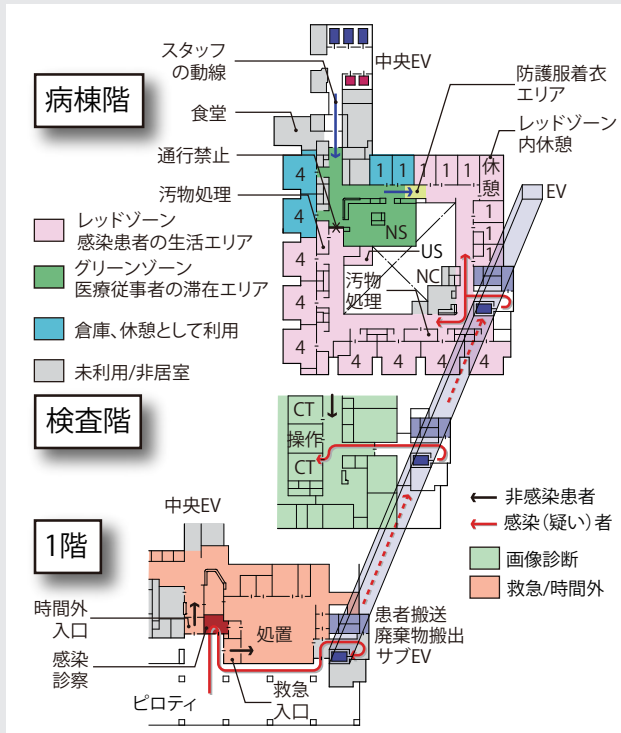 スタッフ
の動線
中央EV
防護服着衣
エリア
病棟階
食堂
レッドゾーン
内休憩
通行禁止
汚物処理
EV
1
1
1
1
1
休
憩
4
4
4
4
4
4
4
4
4
1
1
1
NS
US
NC
汚物
処理
レッドゾーン
感染患者の生活エリア
グリーンゾーン
医療従事者の滞在エリア
倉庫、休憩として利用
未利用/非居室
検査階
CT
操作
CT
非感染患者
感染(疑い)者
画像診断
救急/時間外
1階
中央EV
時間外
入口
感染
診察
ピロティ
処置
救急
入口
患者搬送
廃棄物搬出
サブEV